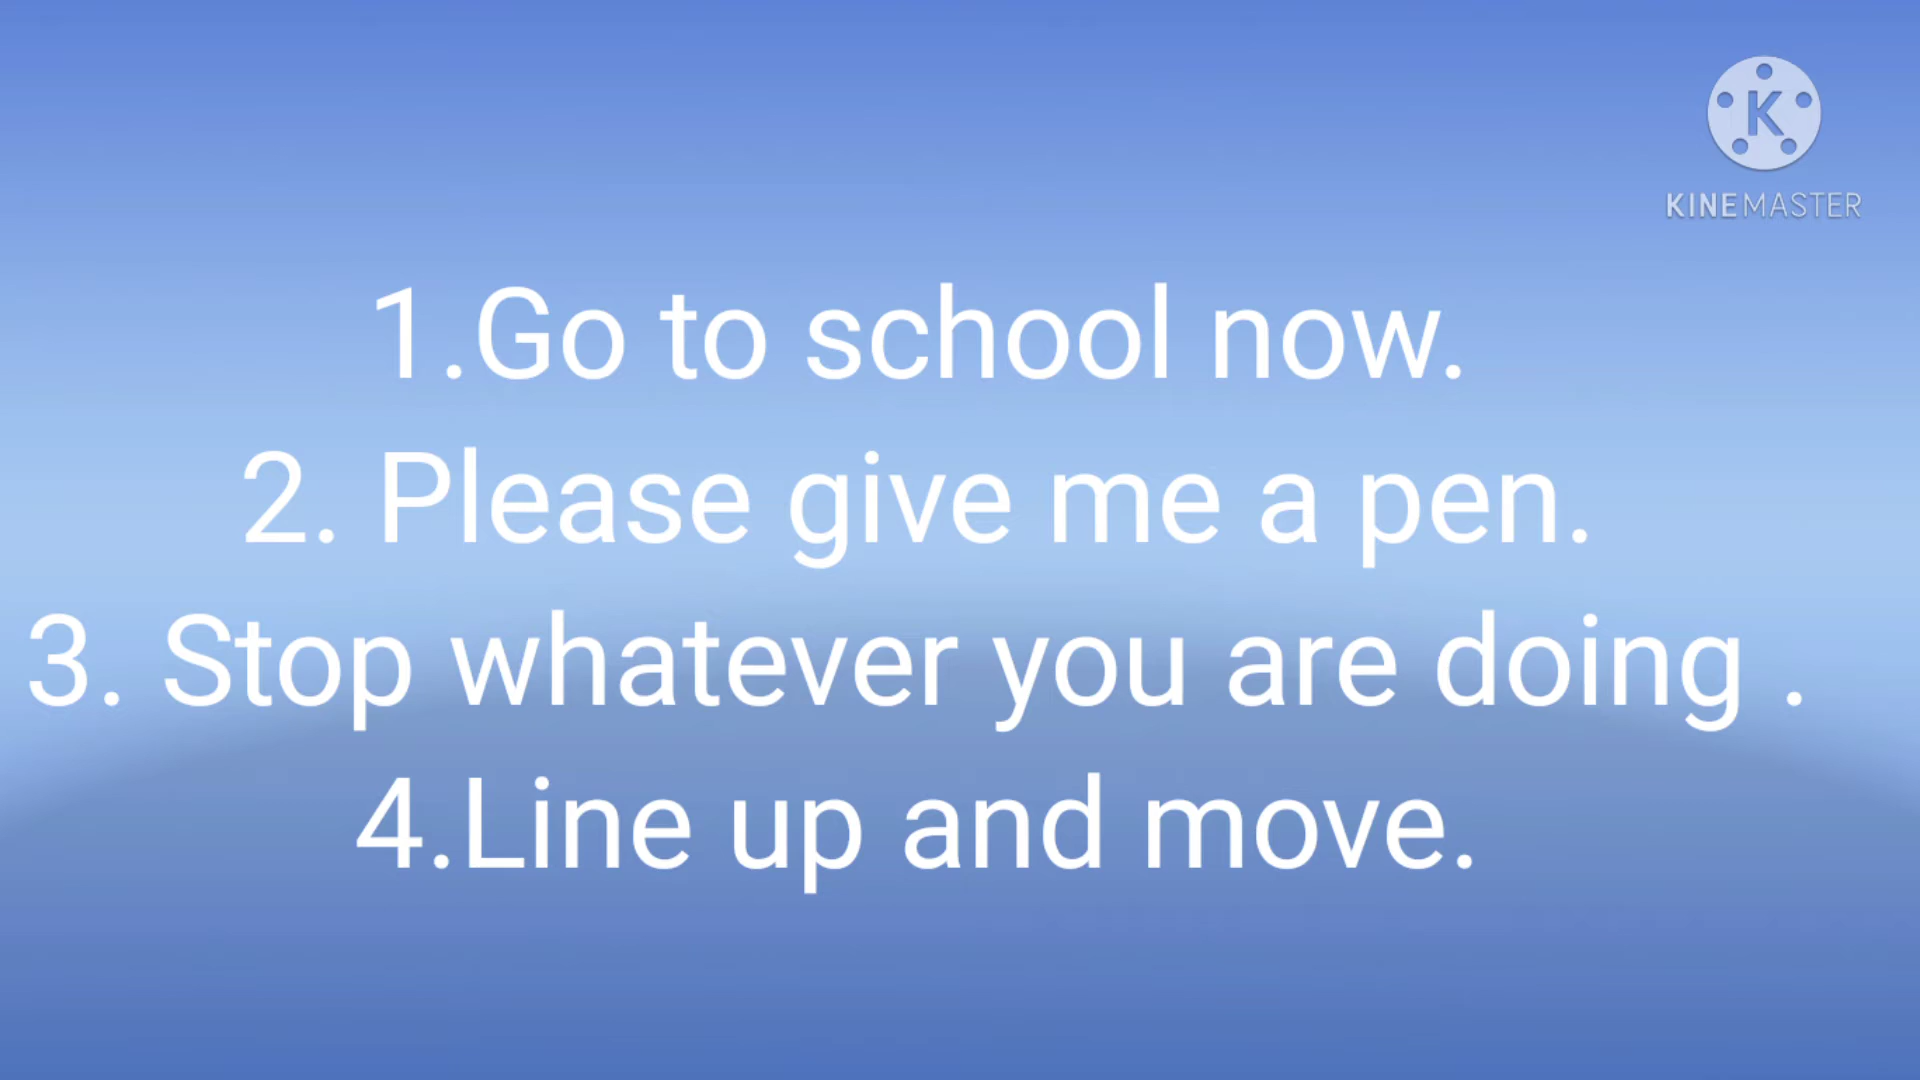 K
KINEMASTER
1.Go to school now.
2. Please give me a pen.
3. Stop whatever you are doing .
4.Line up and move.